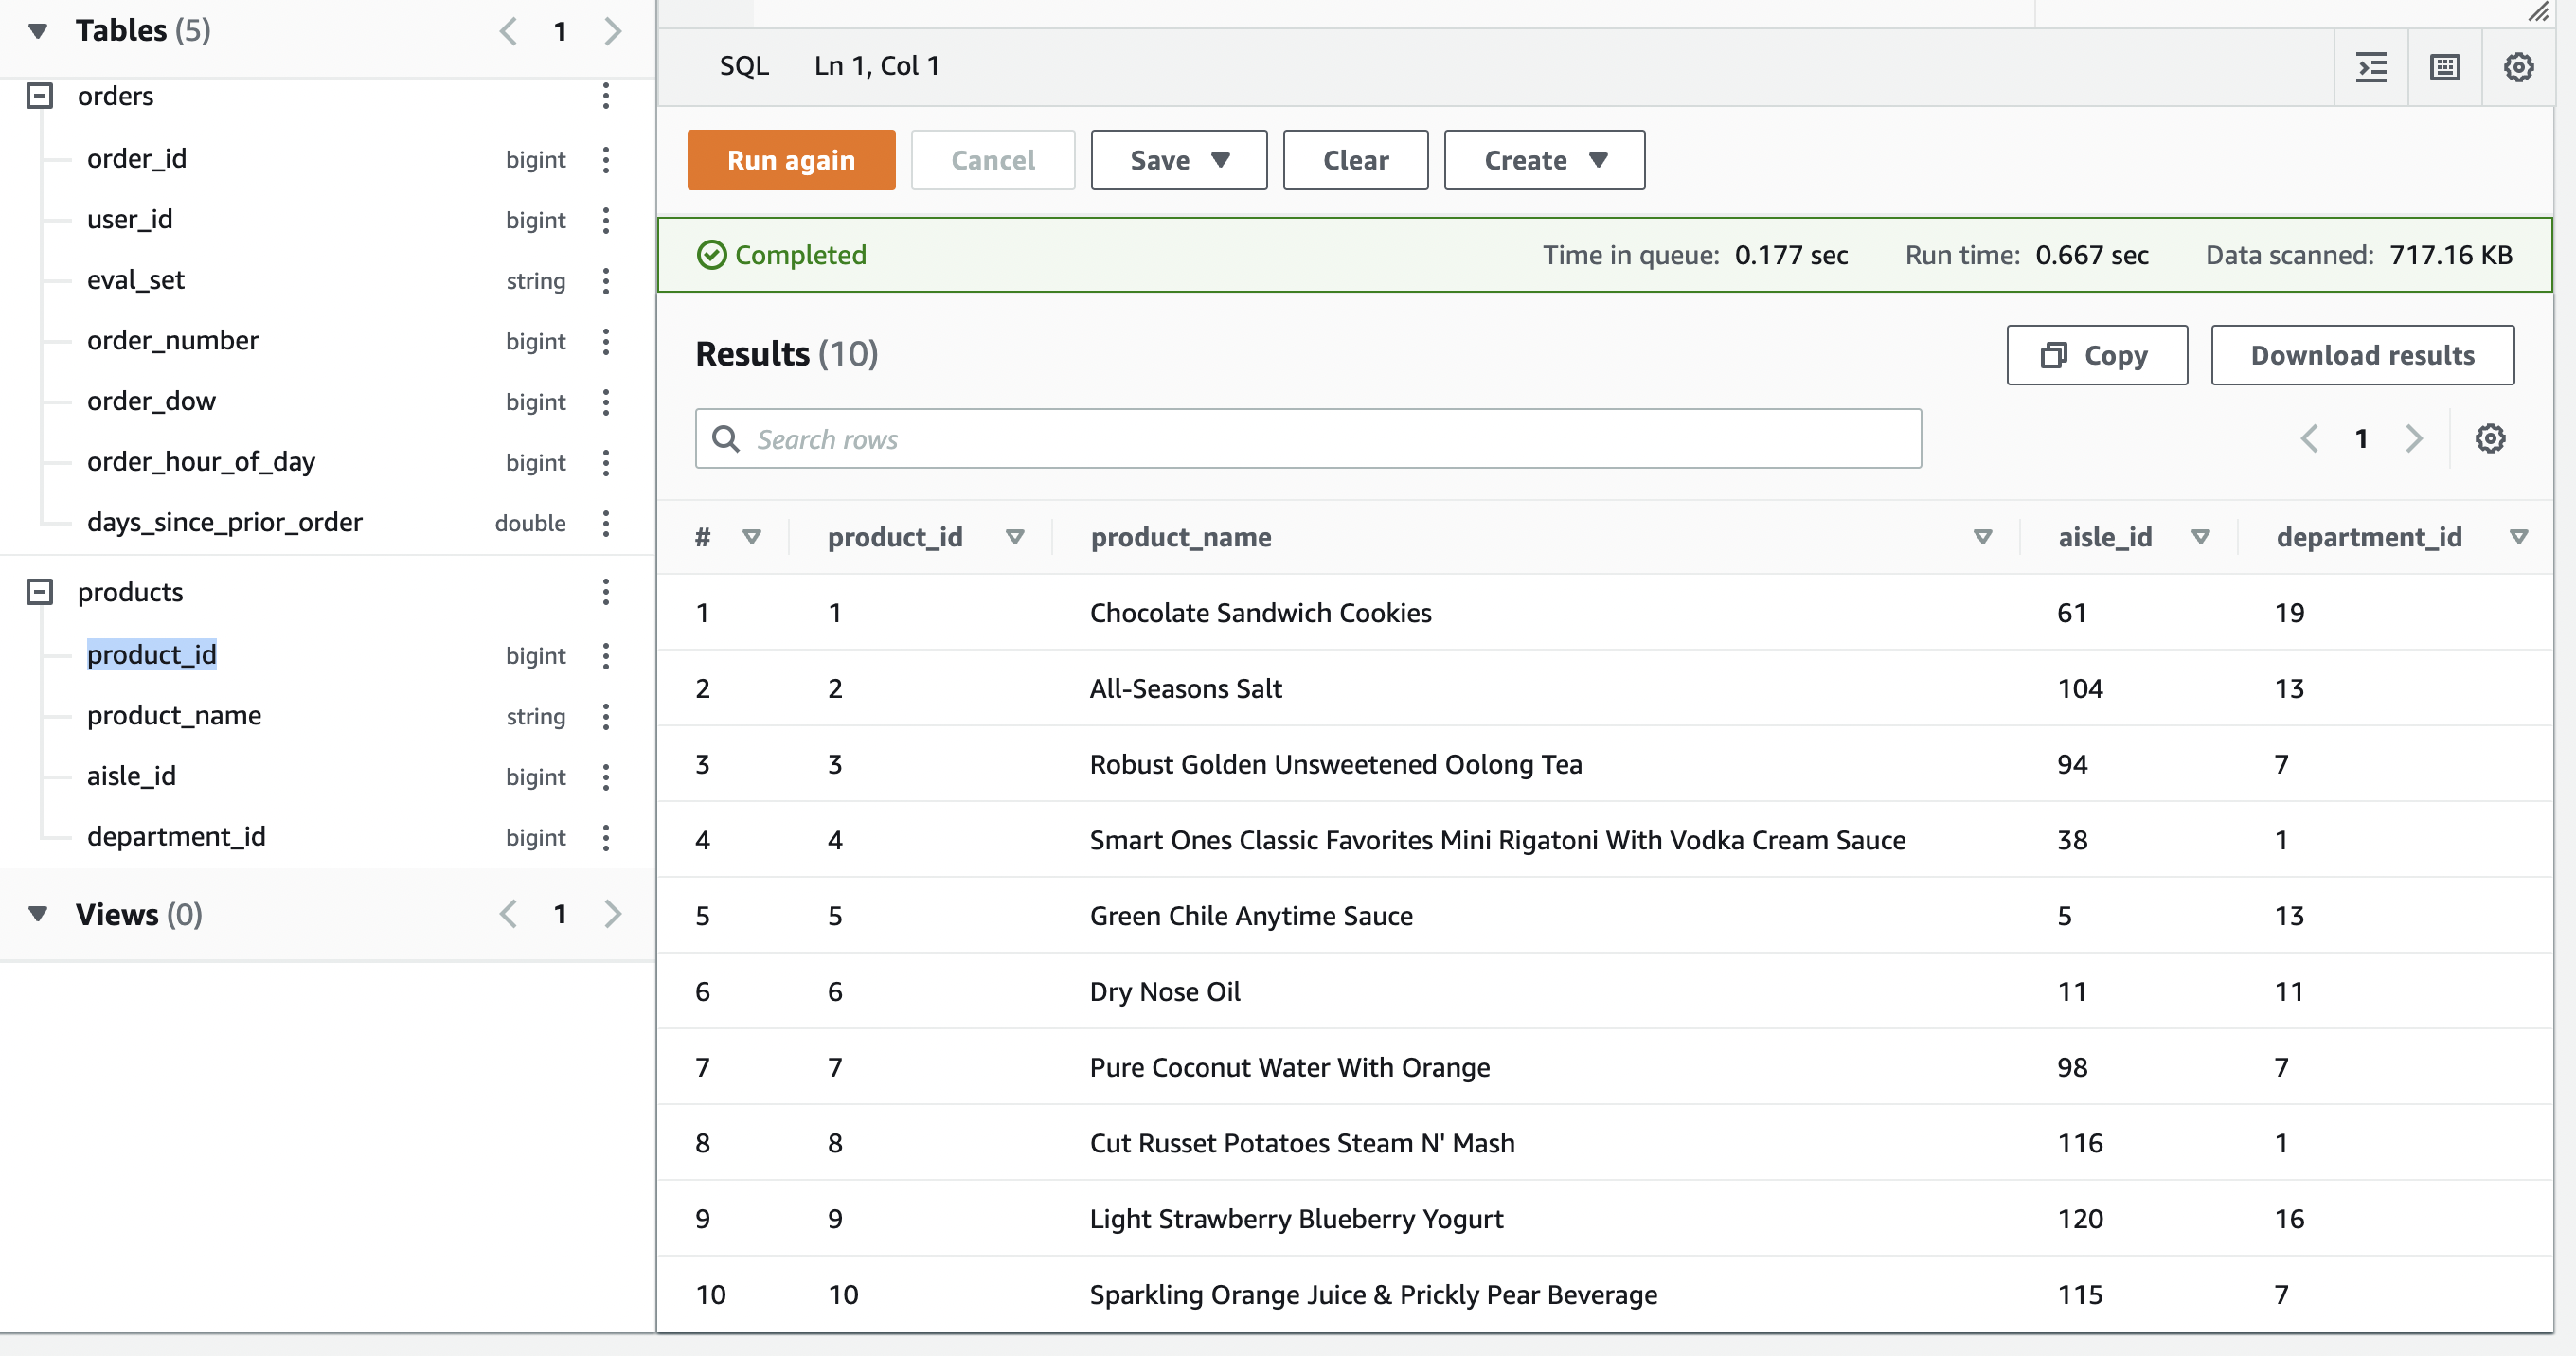 Tables (5)
1
orders
order_id bigint
user_id bigint
eval_set string
order_number bigint
order_dow bigint
order_hour_of_day bigint
days_since_prior_order double
products
product_id bigint
product_name string
aisle_id bigint
department_id bigint
Views (0)
1
SQL Ln 1, Col 1
Run again Cancel Save Clear Create
Completed Time in queue: 0.177 sec Run time: 0.667 sec Data scanned: 717.16 KB
Results (10) Copy Download results
Search rows 1
# product_id product_name aisle_id department_id
1 1 Chocolate Sandwich Cookies 61 19
2 2 All-Seasons Salt 104 13
3 3 Robust Golden Unsweetened Oolong Tea 94 7
4 4 Smart Ones Classic Favorites Mini Rigatoni With Vodka Cream Sauce 38 1
5 5 Green Chile Anytime Sauce 5 13
6 6 Dry Nose Oil 11 11
7 7 Pure Coconut Water With Orange 98 7
8 8 Cut Russet Potatoes Steam N' Mash 116 1
9 9 Light Strawberry Blueberry Yogurt 120 16
10 10 Sparkling Orange Juice & Prickly Pear Beverage 115 7